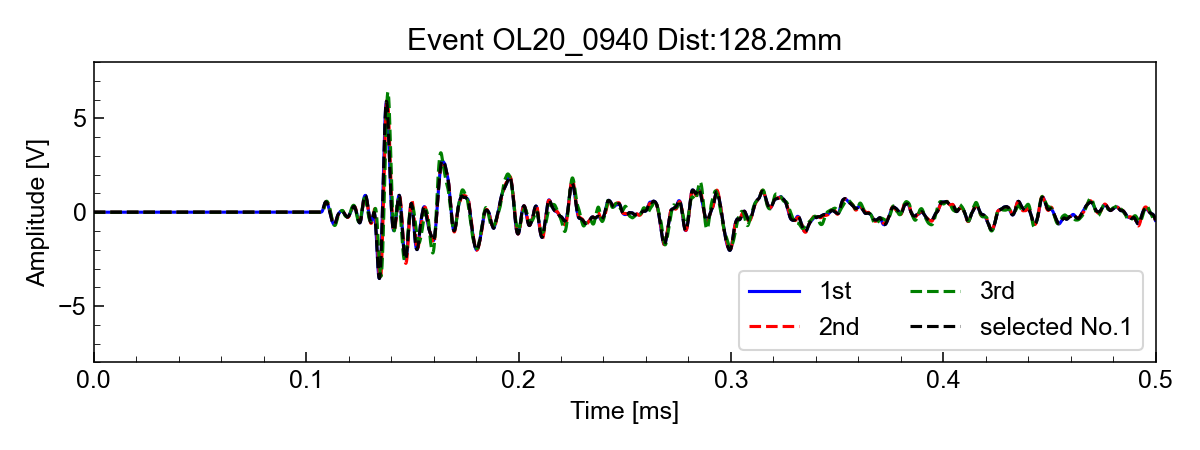 Event OL20_0940 Dist:128.2mm
Amplitude [V]
5
0
−5
1st
2nd
3rd
selected No.1
0.0 0.1 0.2 0.3 0.4 0.5
Time [ms]